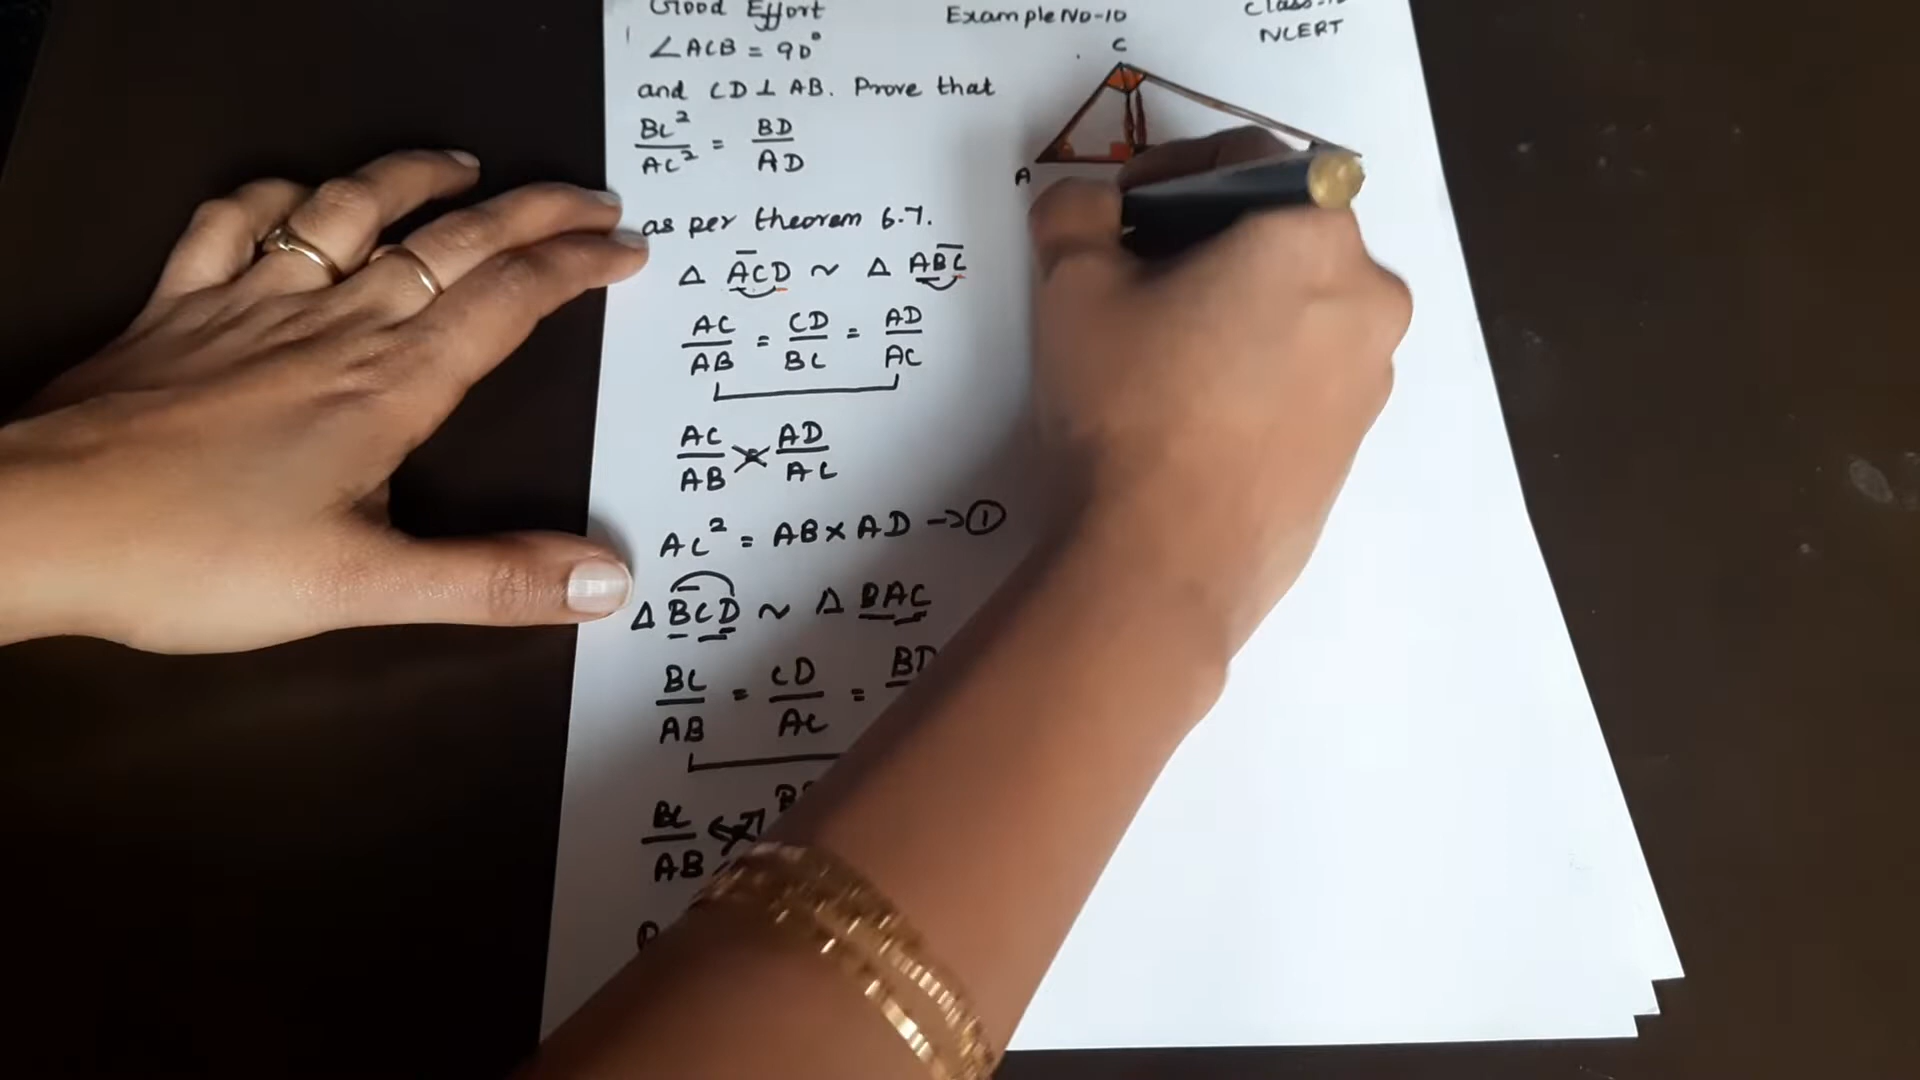 Good Effort
Example No-10
NCERT
∠ACB = 90°
and CD ⊥ AB. Prove that
BC²/AC² = BD/AD
C
A
as per theorem 6.7.
Δ ACD ~ Δ ABC
AC/AB = CD/BC = AD/AC
AC/AB × AD/AC
AC² = AB × AD → ①
Δ BCD ~ Δ BAC
BC/AB = CD/AC = BD
BC/AB